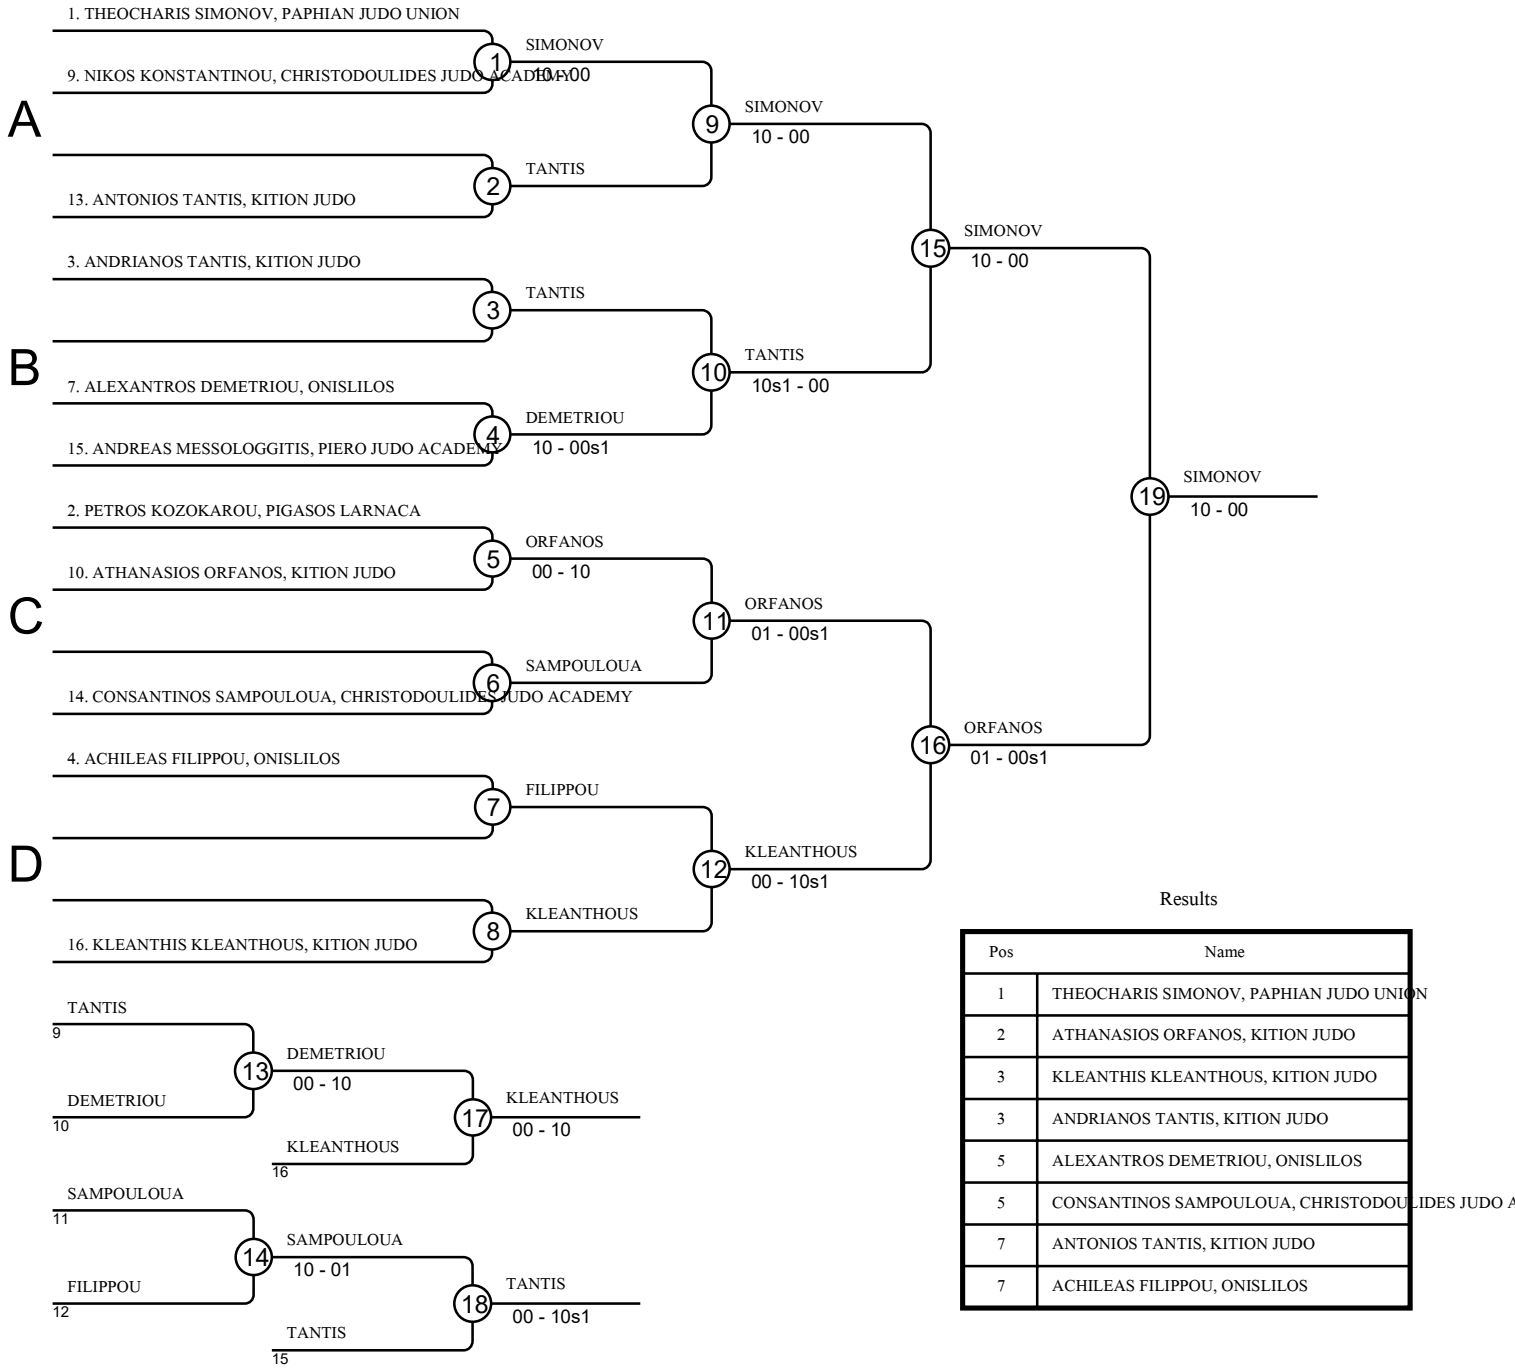 1. THEOCHARIS SIMONOV, PAPHIAN JUDO UNION
1
SIMONOV
10 - 00
9. NIKOS KONSTANTINOU, CHRISTODOULIDES JUDO ACADEMY
A
9
SIMONOV
10 - 00
2
TANTIS
13. ANTONIOS TANTIS, KITION JUDO
15
SIMONOV
10 - 00
3. ANDRIANOS TANTIS, KITION JUDO
3
TANTIS
B
10
TANTIS
10s1 - 00
7. ALEXANTROS DEMETRIOU, ONISLILOS
4
DEMETRIOU
10 - 00s1
15. ANDREAS MESSOLOGGITIS, PIERO JUDO ACADEMY
19
SIMONOV
10 - 00
2. PETROS KOZOKAROU, PIGASOS LARNACA
5
ORFANOS
00 - 10
10. ATHANASIOS ORFANOS, KITION JUDO
C
11
ORFANOS
01 - 00s1
6
SAMPOULOUA
14. CONSANTINOS SAMPOULOUA, CHRISTODOULIDES JUDO ACADEMY
16
ORFANOS
01 - 00s1
4. ACHILEAS FILIPPOU, ONISLILOS
7
FILIPPOU
D
12
KLEANTHOUS
00 - 10s1
8
KLEANTHOUS
16. KLEANTHIS KLEANTHOUS, KITION JUDO
TANTIS
9
13
DEMETRIOU
00 - 10
DEMETRIOU
10
17
KLEANTHOUS
00 - 10
KLEANTHOUS
16
SAMPOULOUA
11
14
SAMPOULOUA
10 - 01
FILIPPOU
12
18
TANTIS
00 - 10s1
TANTIS
15
Results
Pos Name
1 THEOCHARIS SIMONOV, PAPHIAN JUDO UNION
2 ATHANASIOS ORFANOS, KITION JUDO
3 KLEANTHIS KLEANTHOUS, KITION JUDO
3 ANDRIANOS TANTIS, KITION JUDO
5 ALEXANTROS DEMETRIOU, ONISLILOS
5 CONSANTINOS SAMPOULOUA, CHRISTODOULIDES JUDO A
7 ANTONIOS TANTIS, KITION JUDO
7 ACHILEAS FILIPPOU, ONISLILOS